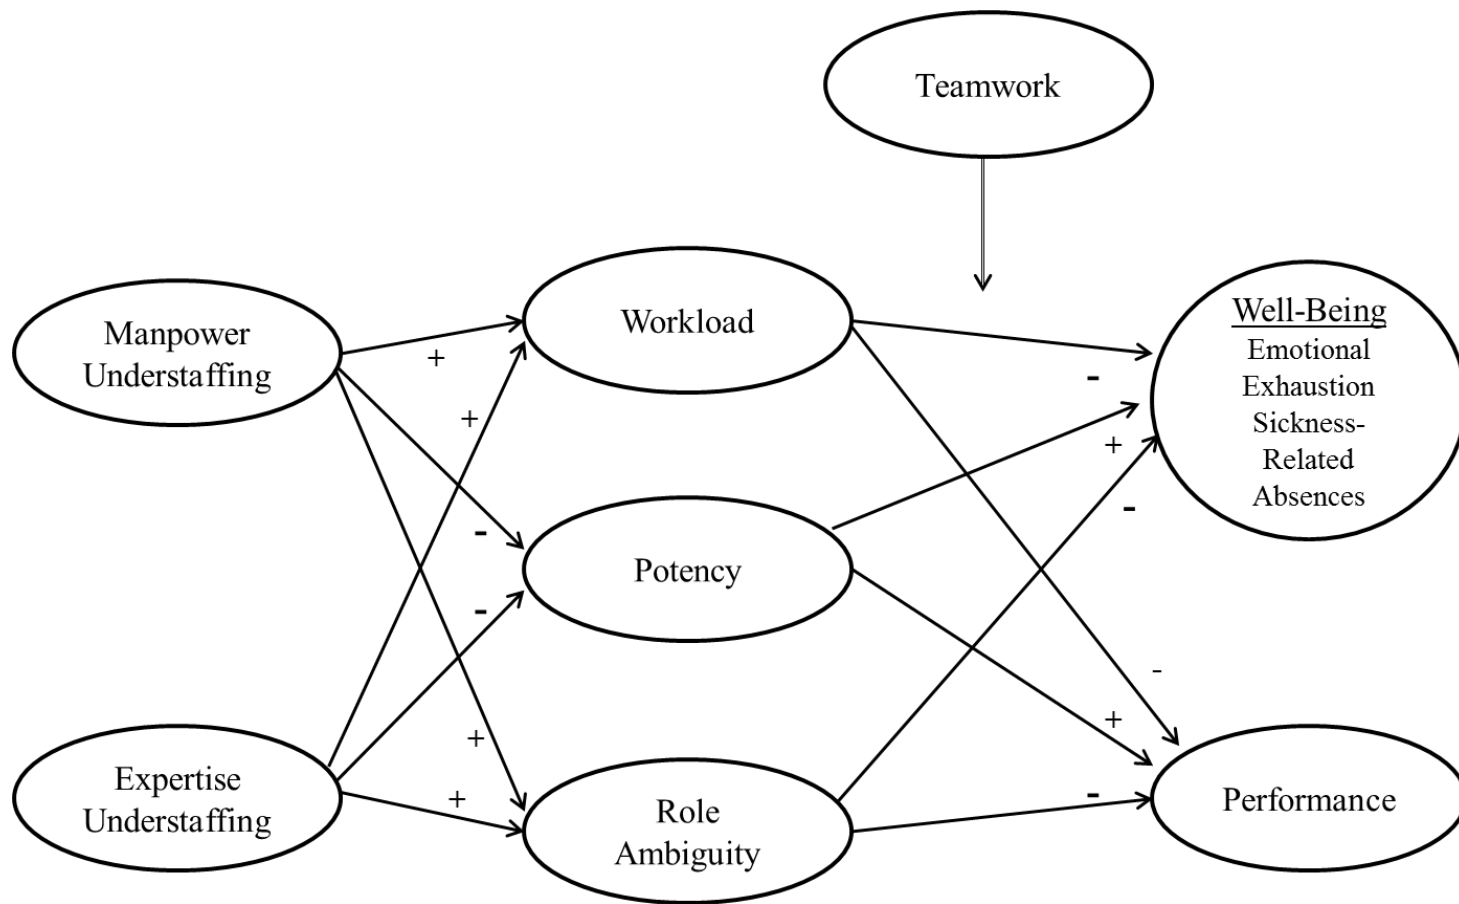 Teamwork
Manpower
Understaffing
Workload
Well-Being
Emotional
Exhaustion
Sickness-
Related
Absences
+
+
-
+
-
-
Potency
-
+
+
-
+
-
Expertise
Understaffing
Role
Ambiguity
Performance